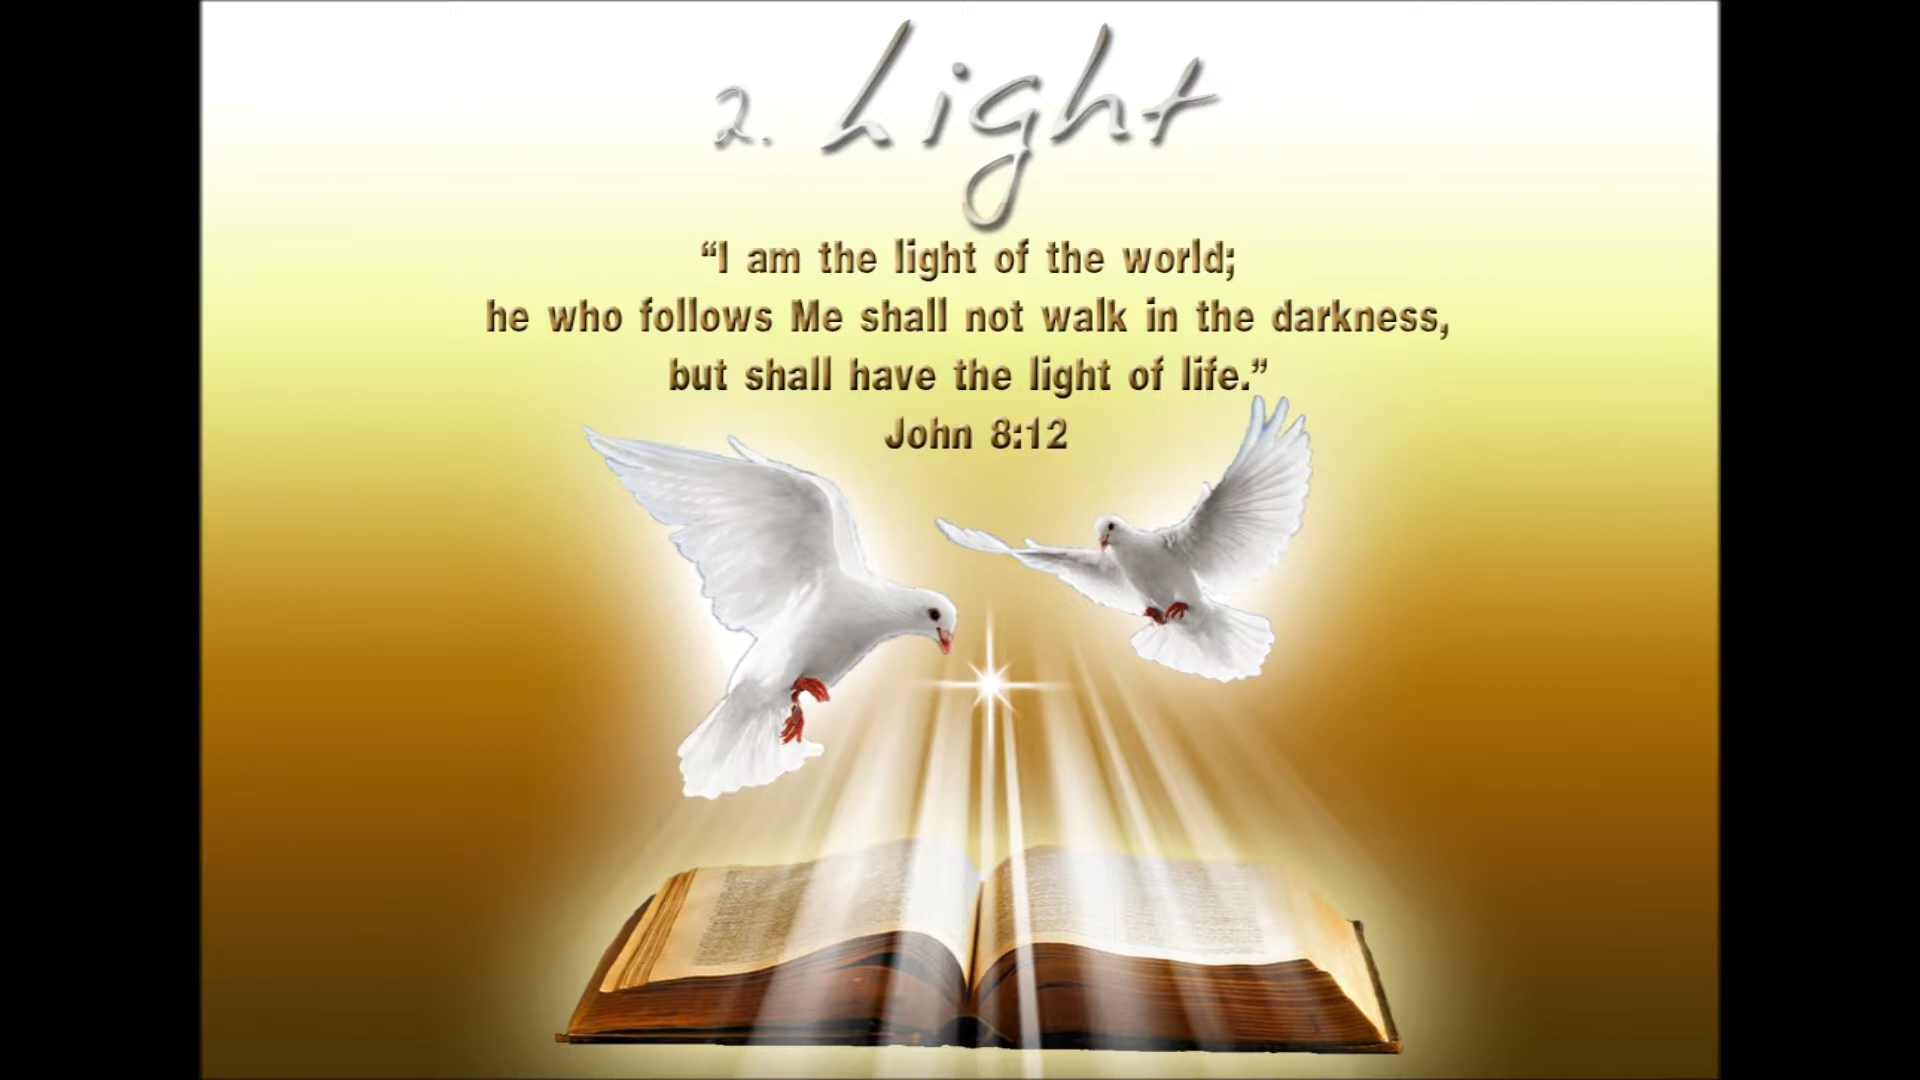 2. Light
“I am the light of the world;
he who follows Me shall not walk in the darkness,
but shall have the light of life.”
John 8:12